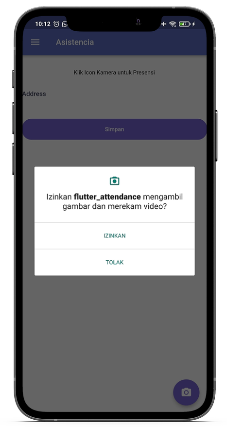 10:12
Asistencia
Klik Icon Kamera untuk Presensi
Address
Simpan
Izinkan flutter_attendance mengambil
gambar dan merekam video?
IZINKAN
TOLAK